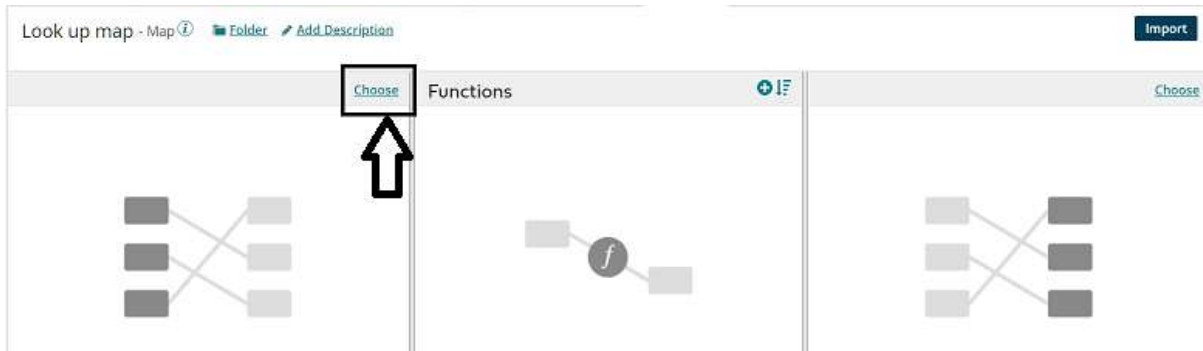 Look up map - Map i Folder Add Description
Import
Choose
Functions
Choose
f